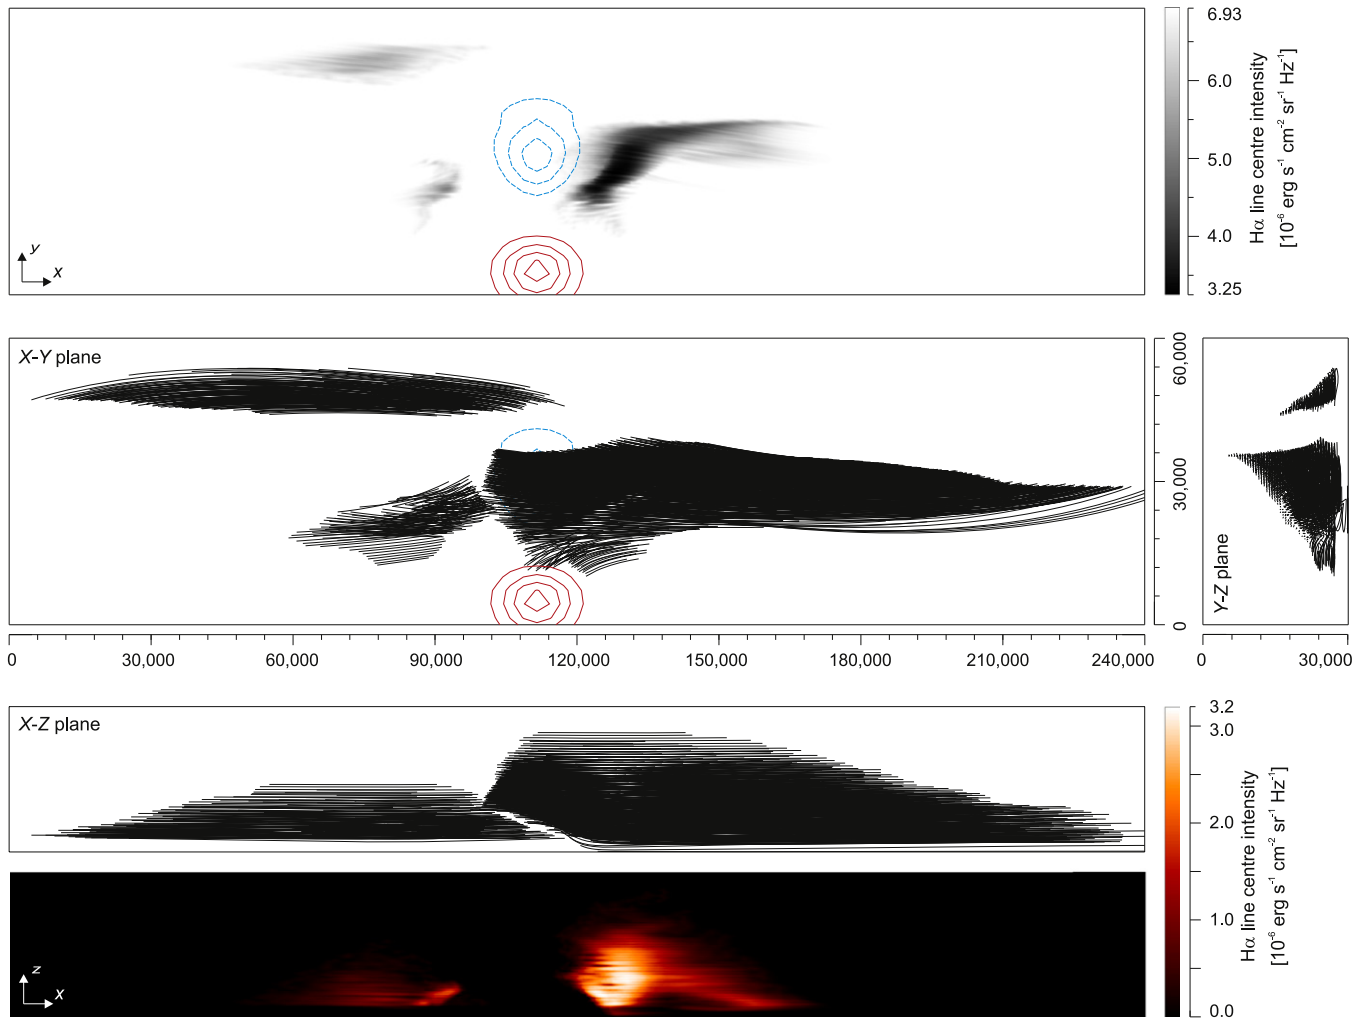 6.93
6.0
5.0
4.0
3.25
Hα line centre intensity
[10⁻⁶ erg s⁻¹ cm⁻² sr⁻¹ Hz⁻¹]
y
x
X-Y plane
60,000
30,000
0
Y-Z plane
0
30,000
60,000
90,000
120,000
150,000
180,000
210,000
240,000
0
30,000
X-Z plane
3.2
3.0
2.0
1.0
0.0
Hα line centre intensity
[10⁻⁶ erg s⁻¹ cm⁻² sr⁻¹ Hz⁻¹]
z
x